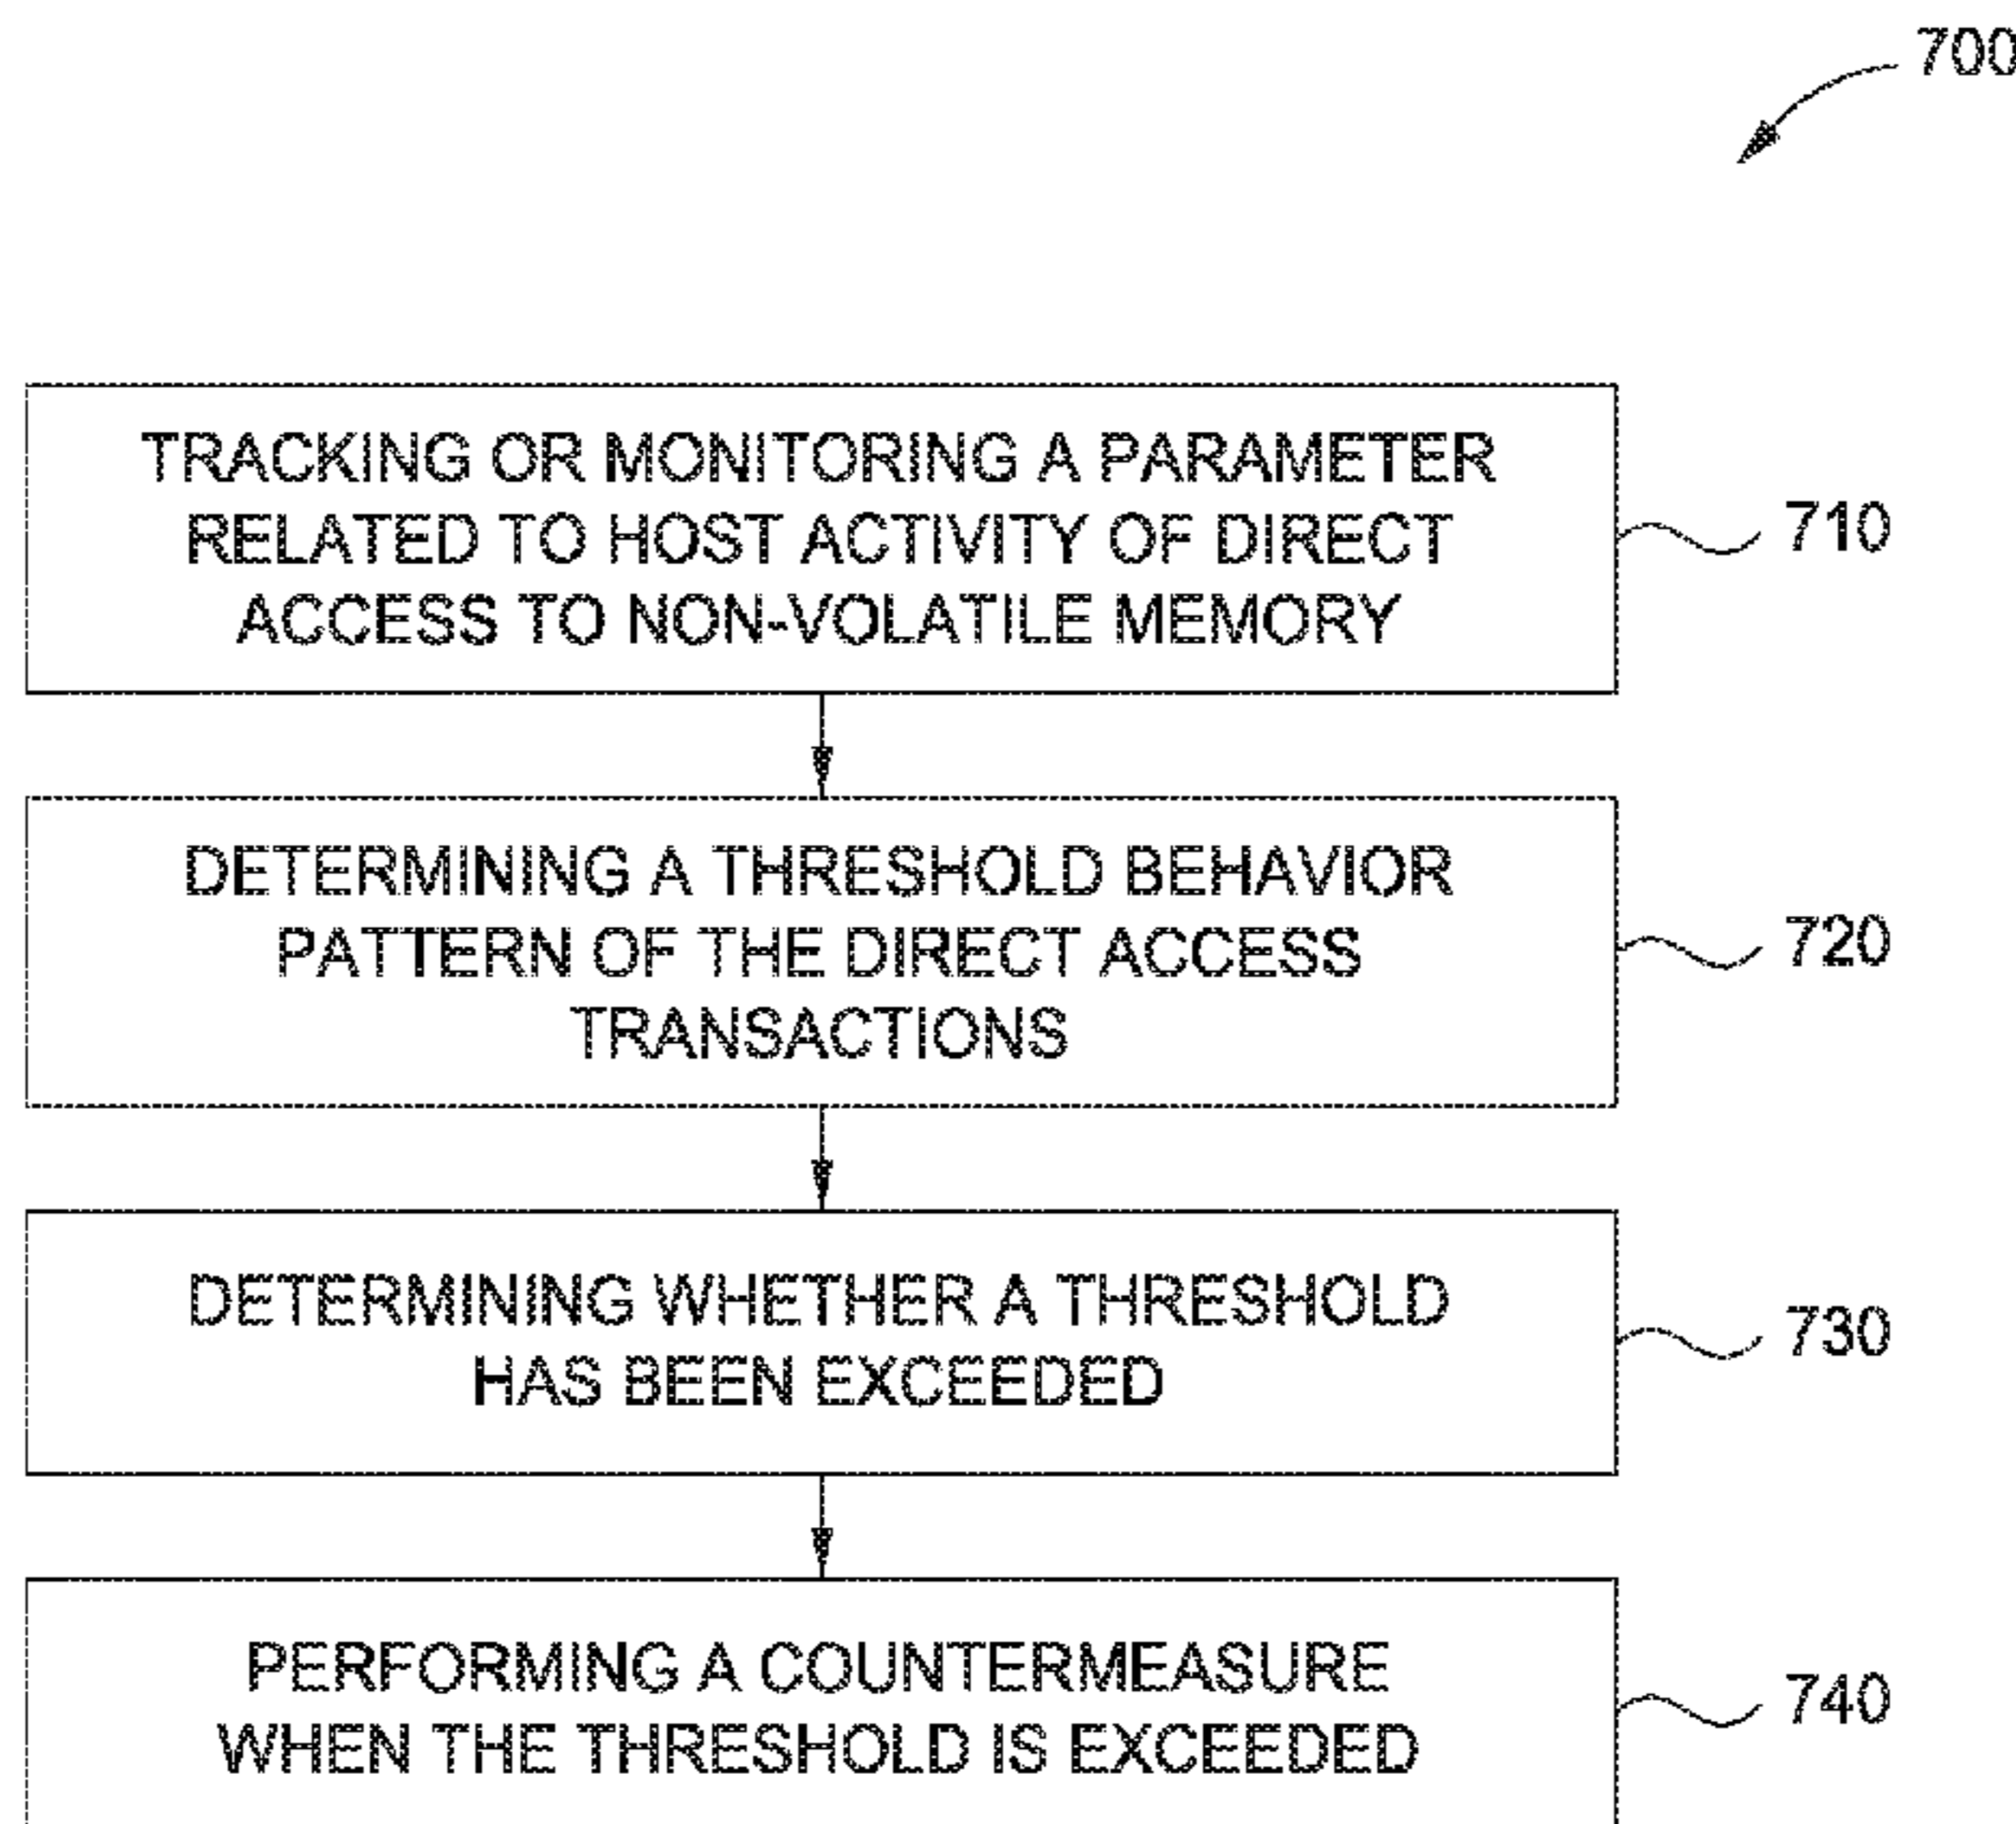 700
TRACKING OR MONITORING A PARAMETER
RELATED TO HOST ACTIVITY OF DIRECT
ACCESS TO NON-VOLATILE MEMORY
710
DETERMINING A THRESHOLD BEHAVIOR
PATTERN OF THE DIRECT ACCESS
TRANSACTIONS
720
DETERMINING WHETHER A THRESHOLD
HAS BEEN EXCEEDED
730
PERFORMING A COUNTERMEASURE
WHEN THE THRESHOLD IS EXCEEDED
740